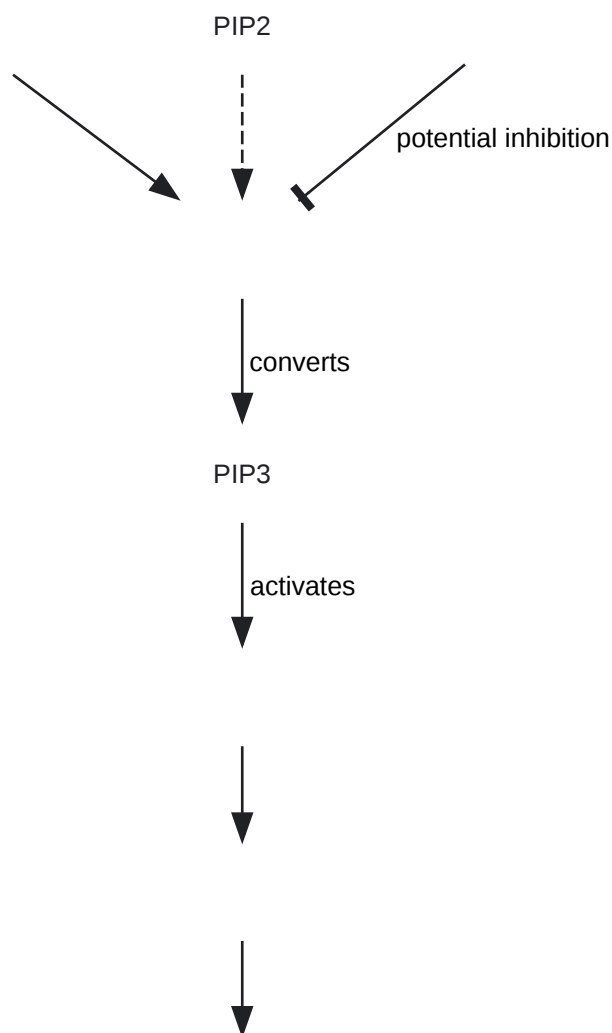 PIP2
potential inhibition
converts
PIP3
activates